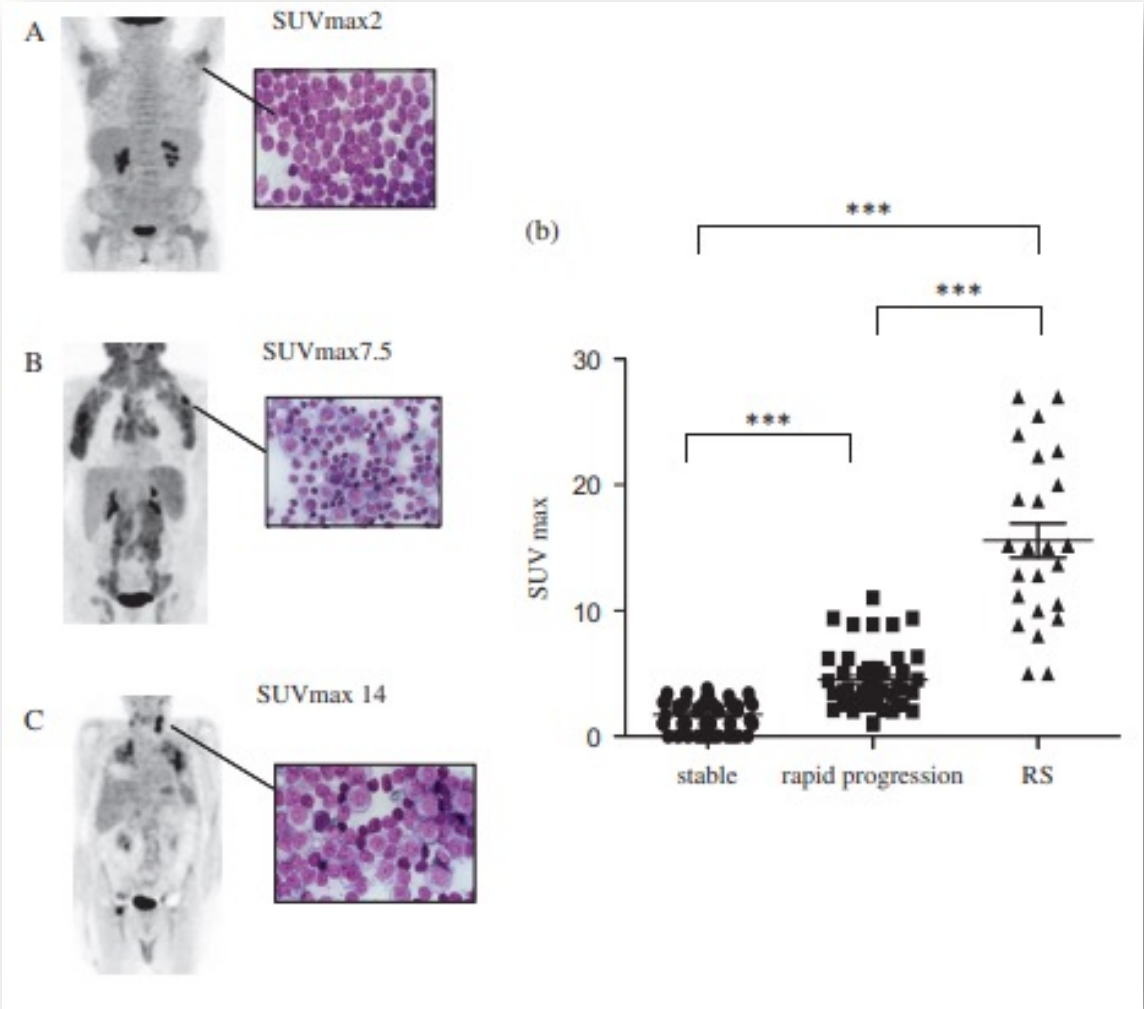 A
SUVmax2
B
SUVmax7.5
C
SUVmax 14
(b)
***
***
***
SUV max
30
20
10
0
stable
rapid progression
RS